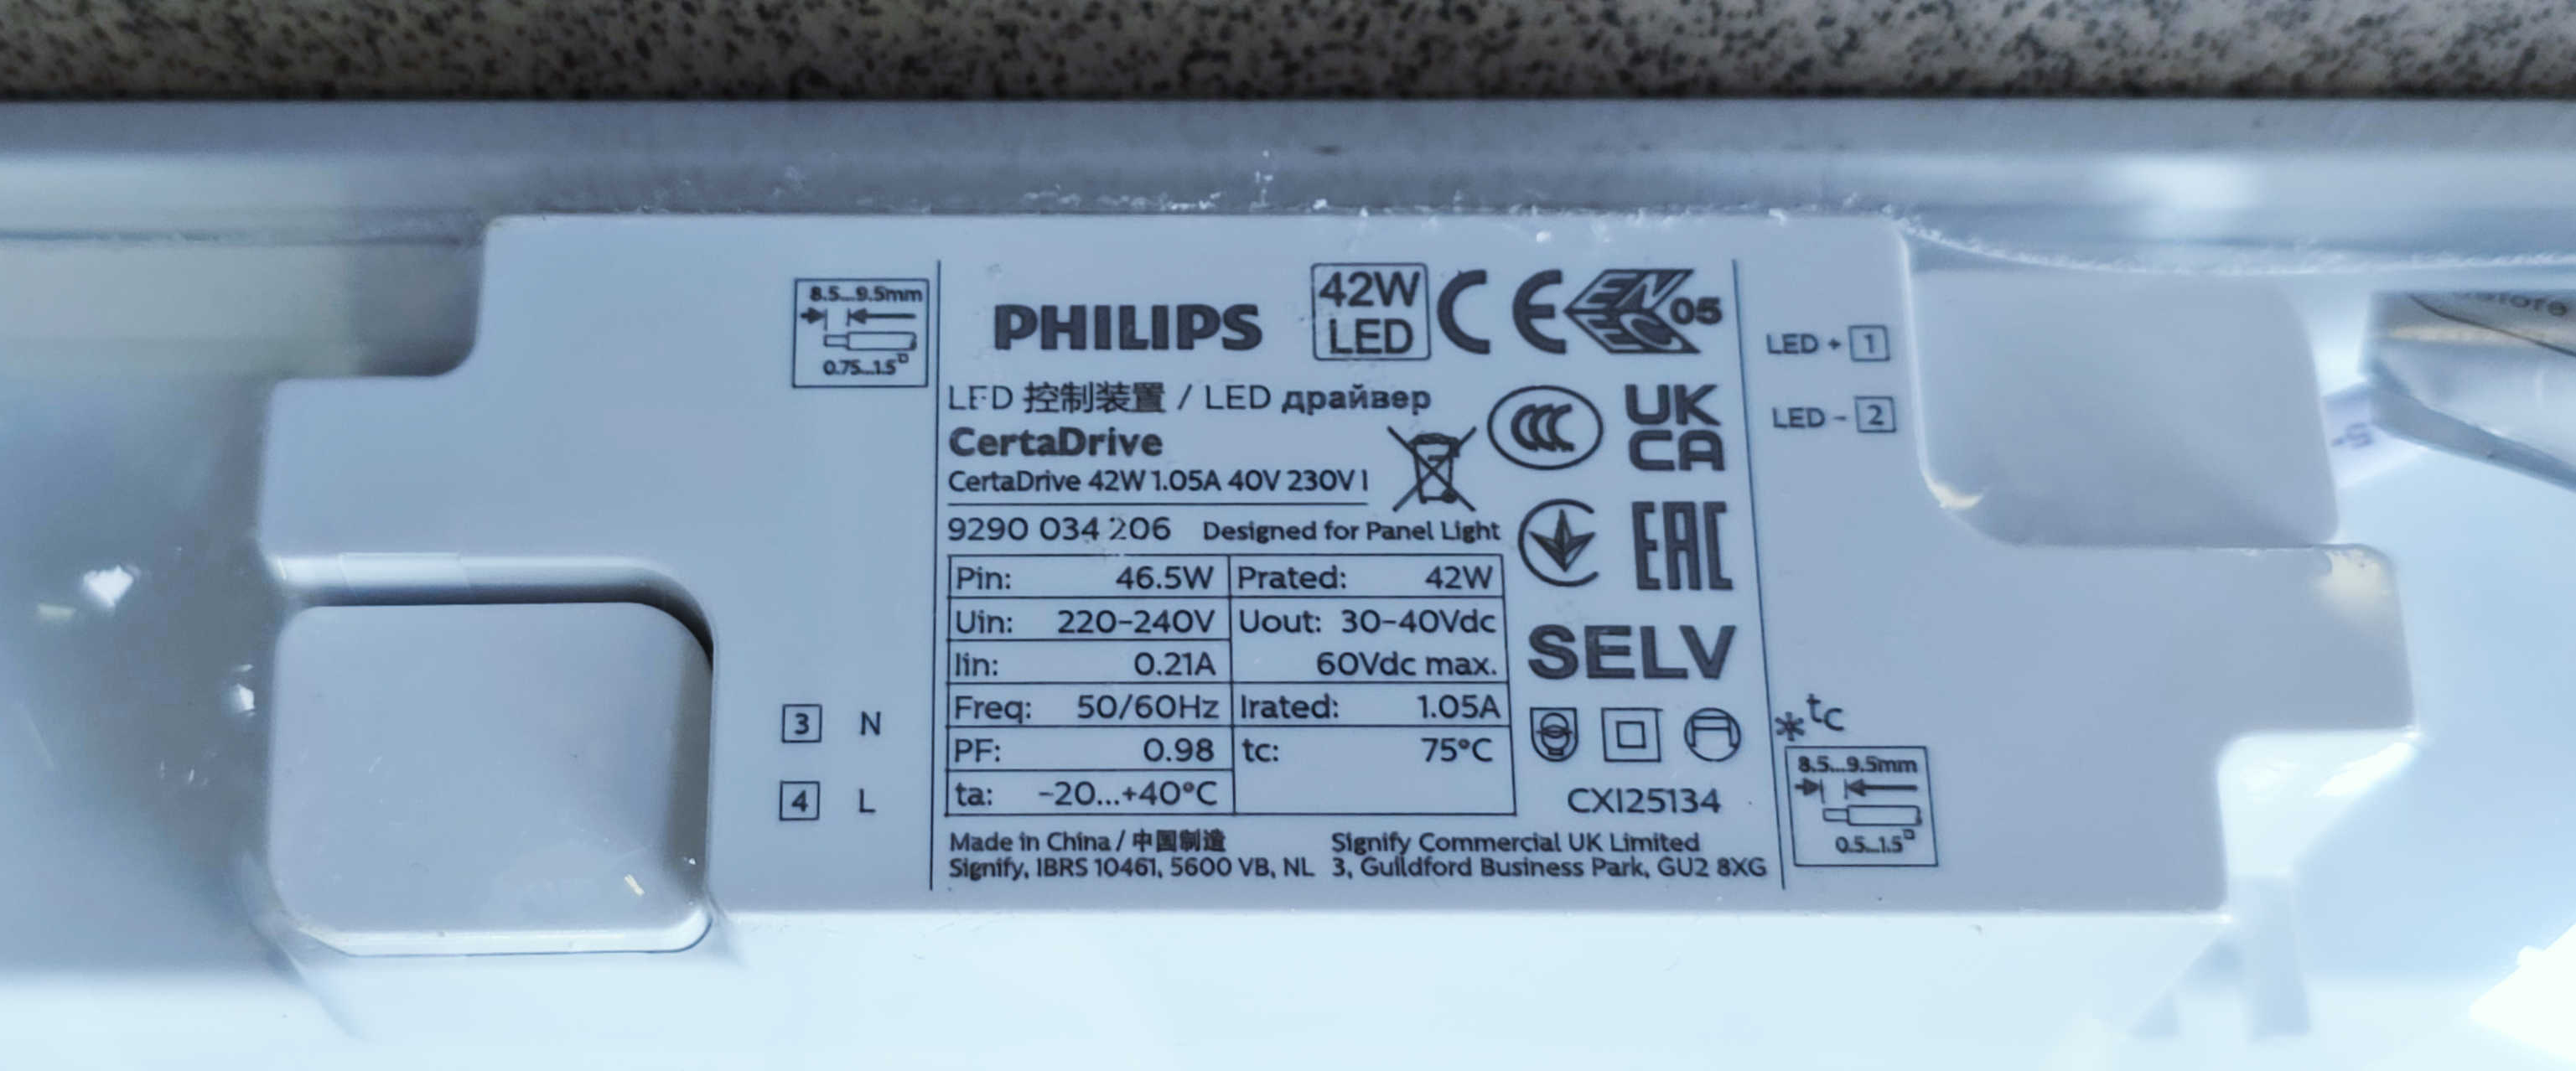 8.5...9.5mm
0.75...1.5
3 N
4 L
PHILIPS
42W
LED
CE
ENEC 05
LED 控制装置 / LED драйвер
CertaDrive
CertaDrive 42W 1.05A 40V 230V I
CCC
UK
CA
9290 034 206 Designed for Panel Light
EAC
Pin: 46.5W Prated: 42W
Uin: 220-240V Uout: 30-40Vdc
Iin: 0.21A 60Vdc max.
Freq: 50/60Hz Irated: 1.05A
PF: 0.98 tc: 75°C
ta: -20...+40°C
SELV
CXI25134
Made in China / 中国制造
Signify, IBRS 10461, 5600 VB, NL
Signify Commercial UK Limited
3, Guildford Business Park, GU2 8XG
LED + 1
LED - 2
*tc
8.5...9.5mm
0.5...1.5